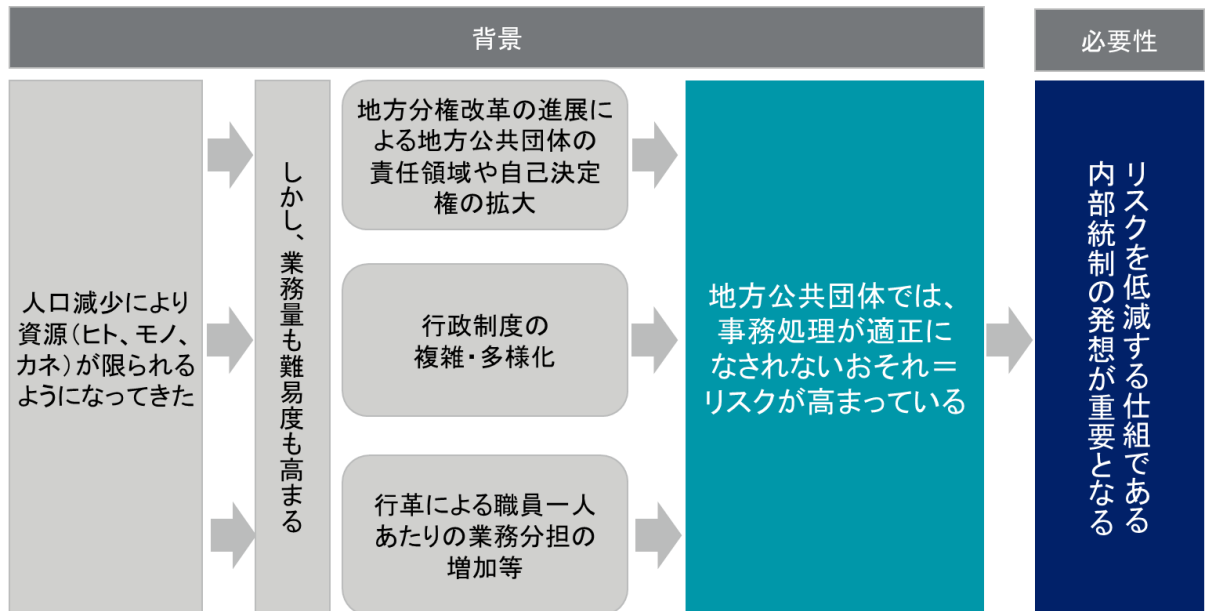 背景
必要性
人口減少により
資源(ヒト、モノ、
カネ)が限られる
ようになってきた
しかし、業務量も難易度も高まる
地方分権改革の進展に
よる地方公共団体の
責任領域や自己決定
権の拡大
行政制度の
複雑・多様化
行革による職員一人
あたりの業務分担の
増加等
地方公共団体では、
事務処理が適正に
なされないおそれ＝
リスクが高まっている
リスクを低減する仕組である
内部統制の発想が重要となる